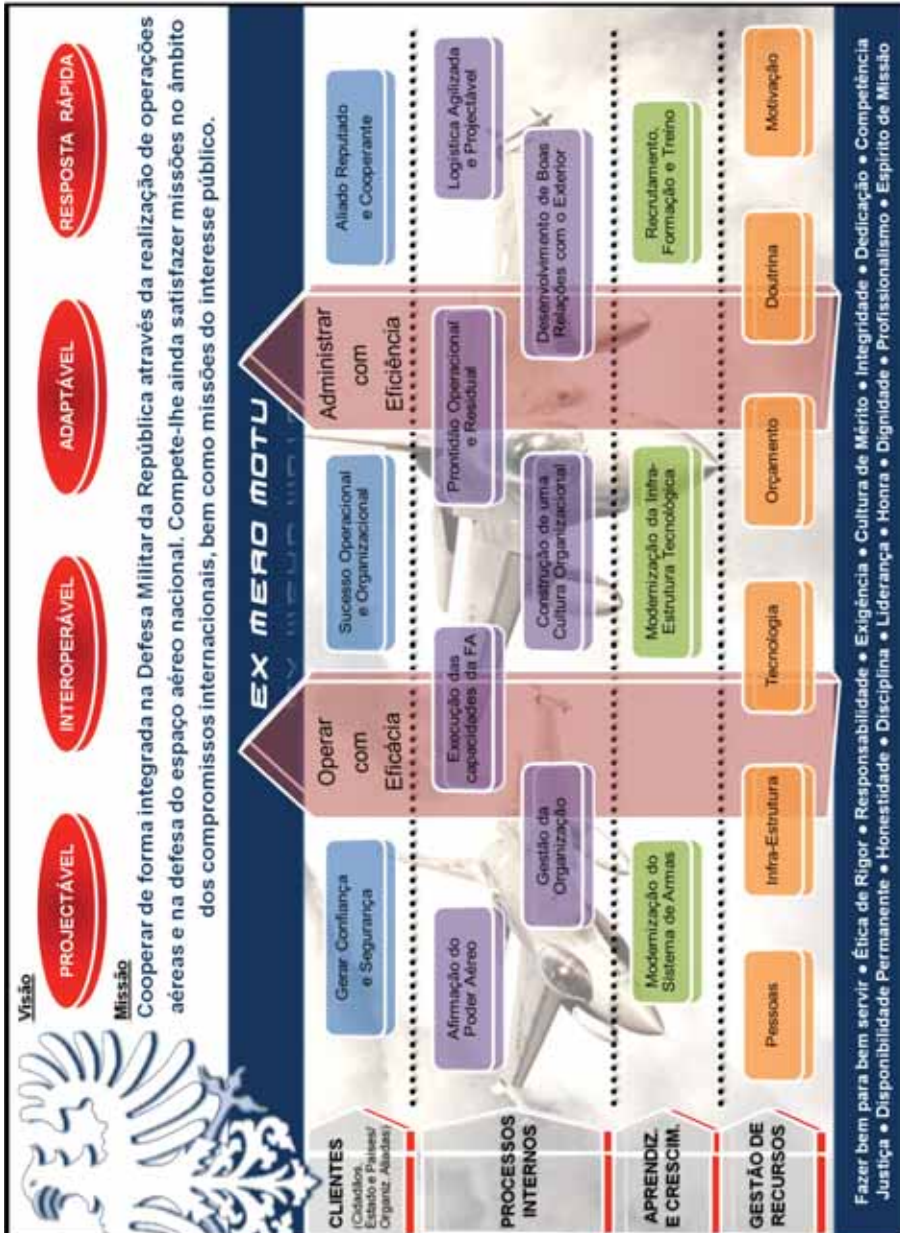 Visão
PROJECTÁVEL
INTEROPERÁVEL
ADAPTÁVEL
RESPOSTA RÁPIDA
Missão
Cooperar de forma integrada na Defesa Militar da República através da realização de operações
aéreas e na defesa do espaço aéreo nacional. Compete-lhe ainda satisfazer missões no âmbito
dos compromissos internacionais, bem como missões do interesse público.
EX MERO MOTU
CLIENTES
(Cidadãos,
Estado e Países/
Organiz. Aliadas)
Gerar Confiança
e Segurança
Operar
com
Eficácia
Sucesso Operacional
e Organizacional
Administrar
com
Eficiência
Aliado Reputado
e Cooperante
PROCESSOS
INTERNOS
Afirmação do
Poder Aéreo
Execução das
capacidades da FA
Prontidão Operacional
e Residual
Logística Agilizada
e Projectável
Gestão da
Organização
Construção de uma
Cultura Organizacional
Desenvolvimento de Boas
Relações com o Exterior
APRENDIZ.
E CRESCIM.
Modernização do
Sistema de Armas
Modernização da Infra-
Estrutura Tecnológica
Recrutamento,
Formação e Treino
GESTÃO DE
RECURSOS
Pessoas
Infra-Estrutura
Tecnologia
Orçamento
Doutrina
Motivação
Fazer bem para bem servir ● Ética de Rigor ● Responsabilidade ● Exigência ● Cultura de Mérito ● Integridade ● Dedicação ● Competência
Justiça ● Disponibilidade Permanente ● Honestidade ● Disciplina ● Liderança ● Honra ● Dignidade ● Profissionalismo ● Espírito de Missão